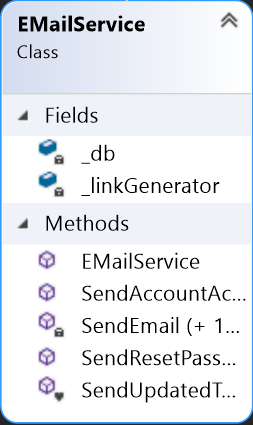 EMailService
Class
Fields
_db
_linkGenerator
Methods
EMailService
SendAccountAc...
SendEmail (+ 1...
SendResetPass...
SendUpdatedT...